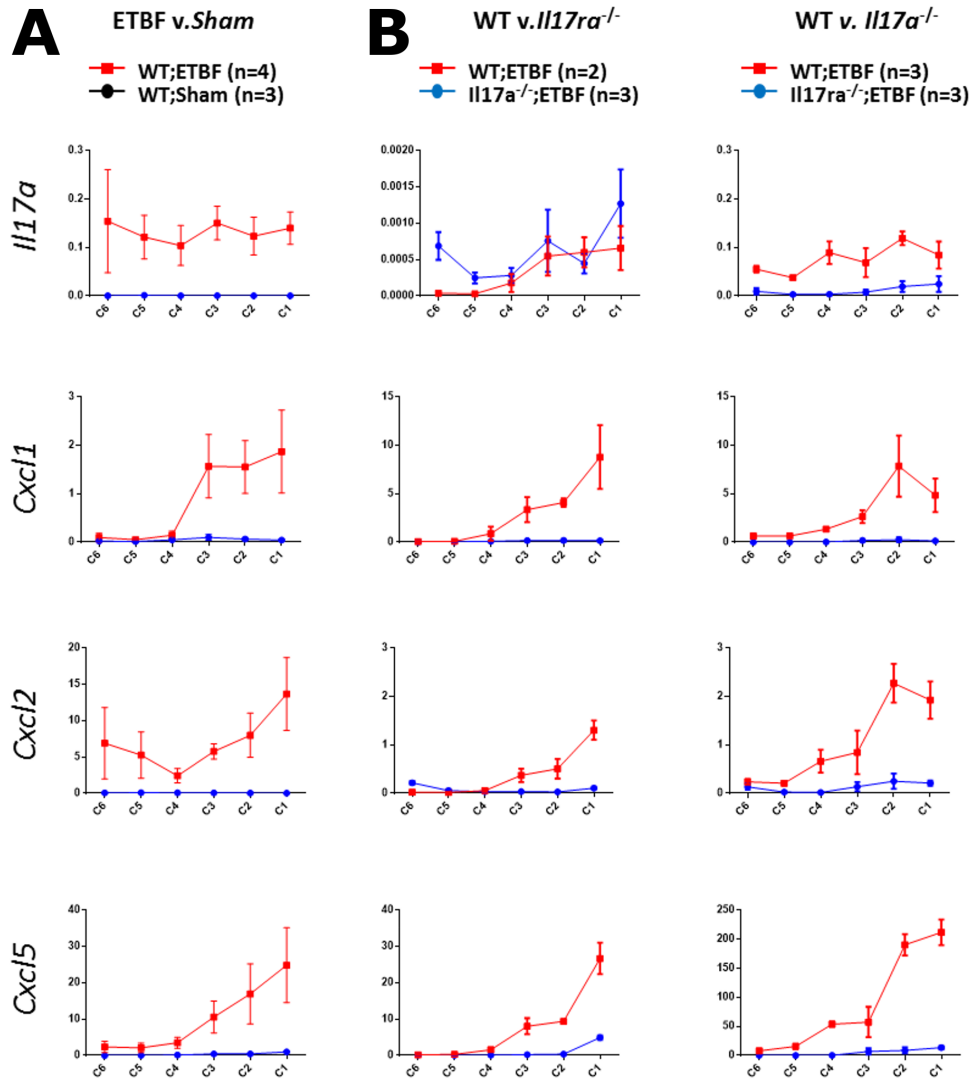 A
ETBF v.Sham
WT;ETBF (n=4)
WT;Sham (n=3)
B
WT v.Il17ra-/-
WT;ETBF (n=2)
Il17a-/-;ETBF (n=3)
WT v. Il17a-/-
WT;ETBF (n=3)
Il17ra-/-;ETBF (n=3)
Il17a
0.3
0.2
0.1
0.0
C6 C5 C4 C3 C2 C1
0.0020
0.0015
0.0010
0.0005
0.0000
C6 C5 C4 C3 C2 C1
0.3
0.2
0.1
0.0
C6 C5 C4 C3 C2 C1
Cxcl1
3
2
1
0
C6 C5 C4 C3 C2 C1
15
10
5
0
C6 C5 C4 C3 C2 C1
15
10
5
0
C6 C5 C4 C3 C2 C1
Cxcl2
20
15
10
5
0
C6 C5 C4 C3 C2 C1
3
2
1
0
C6 C5 C4 C3 C2 C1
3
2
1
0
C6 C5 C4 C3 C2 C1
Cxcl5
40
30
20
10
0
C6 C5 C4 C3 C2 C1
40
30
20
10
0
C6 C5 C4 C3 C2 C1
250
200
150
100
50
0
C6 C5 C4 C3 C2 C1